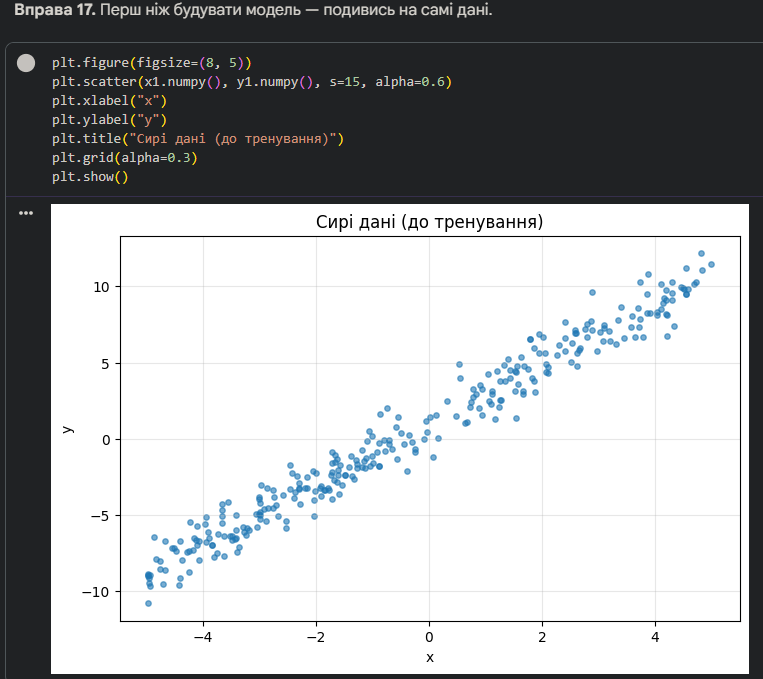 Вправа 17. Перш ніж будувати модель — подивись на самі дані.
plt.figure(figsize=(8, 5))
plt.scatter(x1.numpy(), y1.numpy(), s=15, alpha=0.6)
plt.xlabel("x")
plt.ylabel("y")
plt.title("Сирі дані (до тренування)")
plt.grid(alpha=0.3)
plt.show()
Сирі дані (до тренування)
10
5
0
−5
−10
y
−4
−2
0
2
4
x